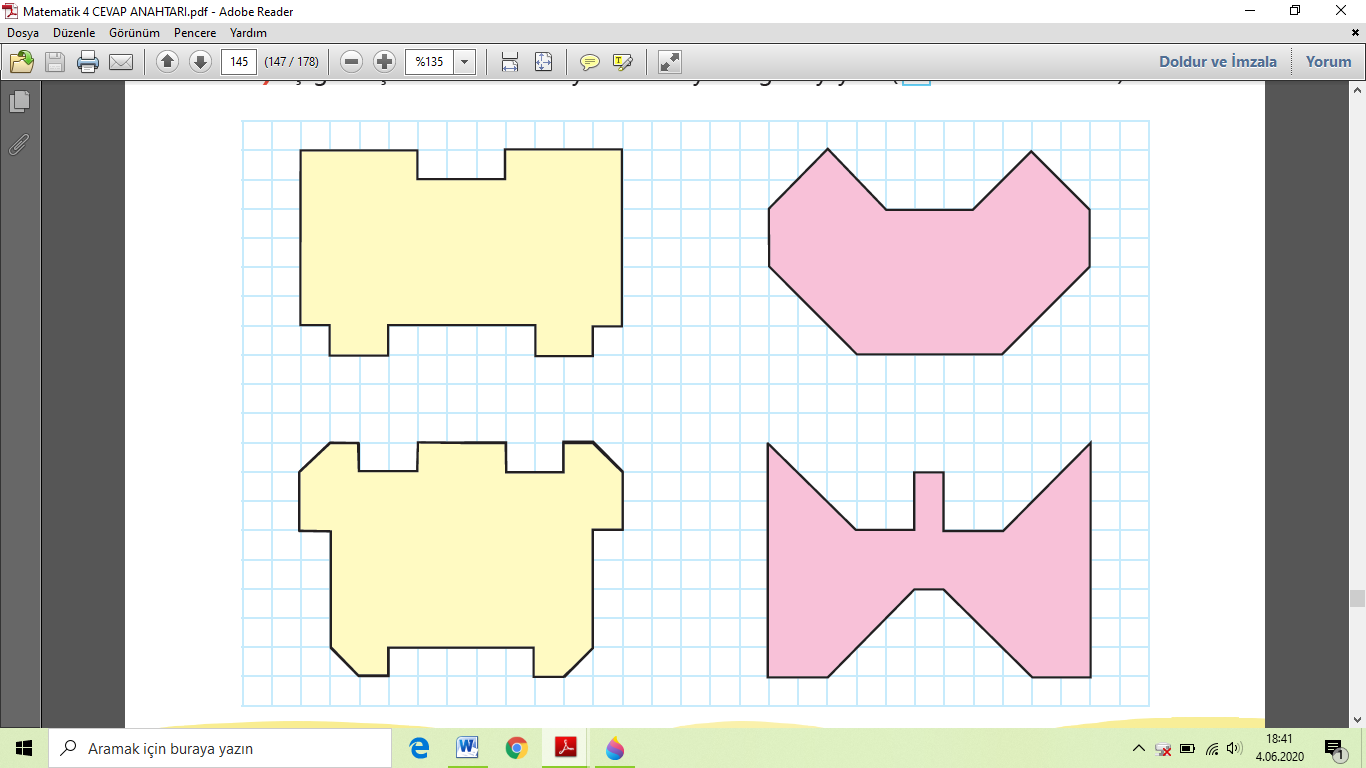 Matematik 4 CEVAP ANAHTARI.pdf - Adobe Reader
Dosya Düzenle Görünüm Pencere Yardım
145 (147 / 178) %135 Doldur ve İmzala Yorum
Aramak için buraya yazın
18:41
4.06.2020
1